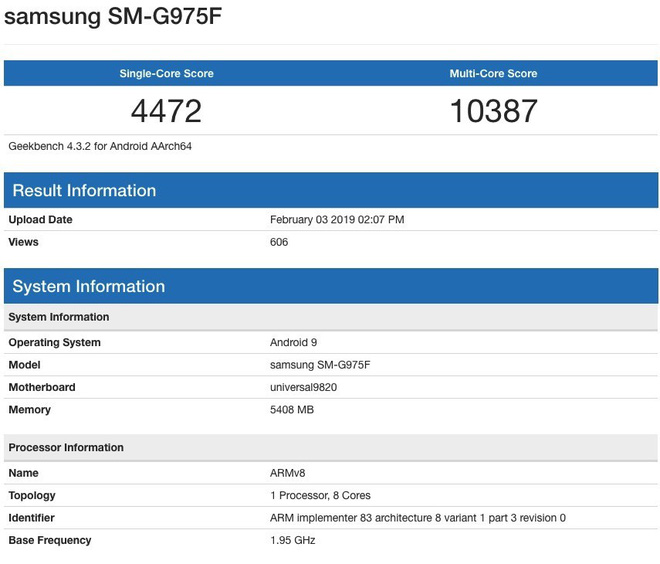 samsung SM-G975F
Single-Core Score Multi-Core Score
4472 10387
Geekbench 4.3.2 for Android AArch64
Result Information
Upload Date February 03 2019 02:07 PM
Views 606
System Information
System Information
Operating System Android 9
Model samsung SM-G975F
Motherboard universal9820
Memory 5408 MB
Processor Information
Name ARMv8
Topology 1 Processor, 8 Cores
Identifier ARM implementer 83 architecture 8 variant 1 part 3 revision 0
Base Frequency 1.95 GHz